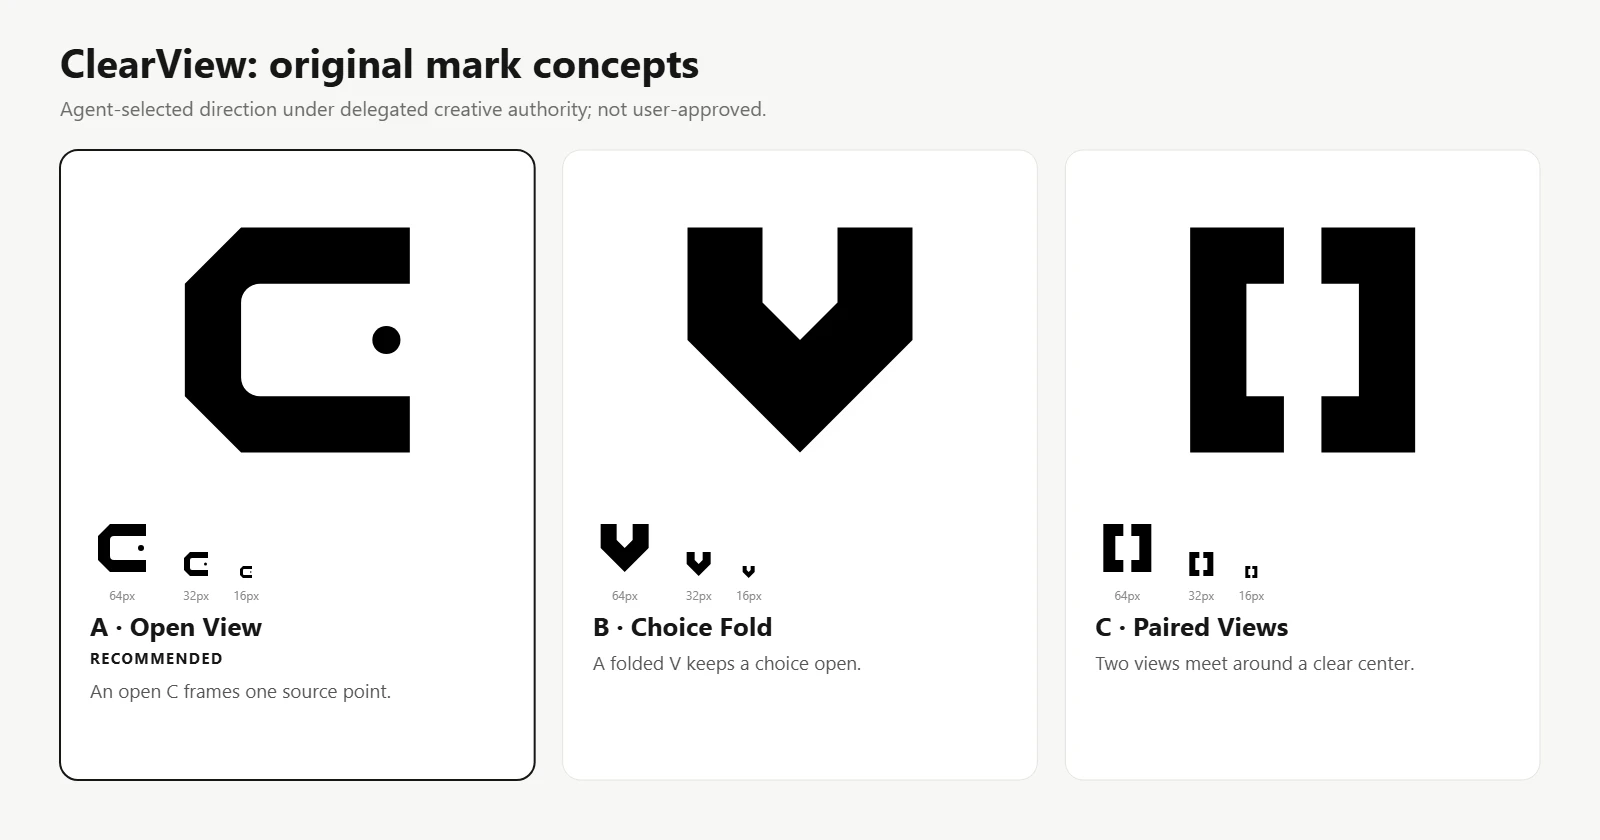 ClearView: original mark concepts
Agent-selected direction under delegated creative authority; not user-approved.
64px 32px 16px
A · Open View
RECOMMENDED
An open C frames one source point.
64px 32px 16px
B · Choice Fold
A folded V keeps a choice open.
64px 32px 16px
C · Paired Views
Two views meet around a clear center.